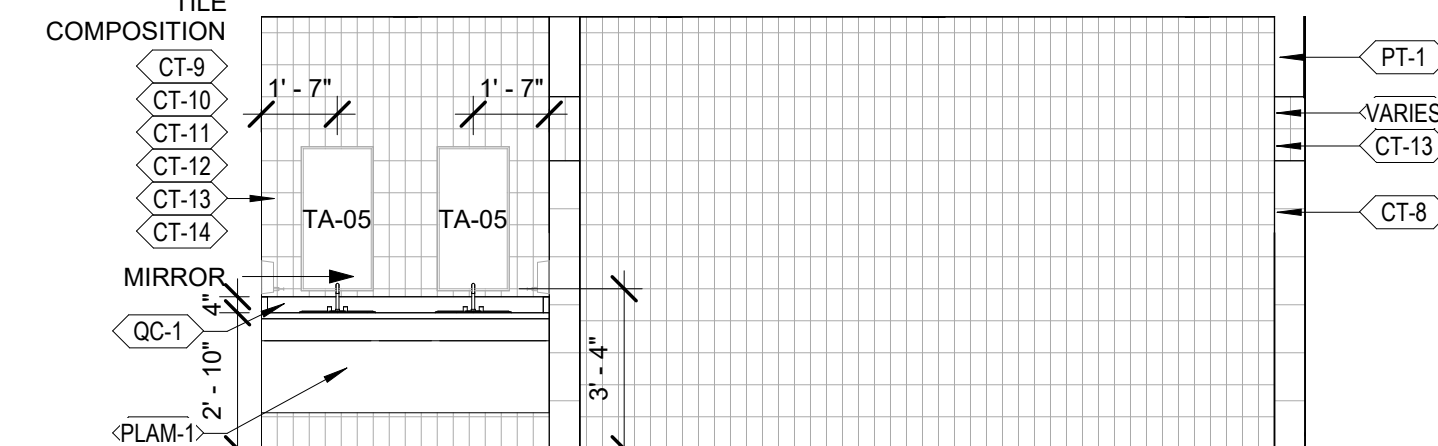 TILE
COMPOSITION
CT-9
CT-10
CT-11
CT-12
CT-13
CT-14
1' - 7"
1' - 7"
TA-05
TA-05
MIRROR
4"
QC-1
2' - 10"
PLAM-1
3' - 4"
PT-1
VARIES
CT-13
CT-8